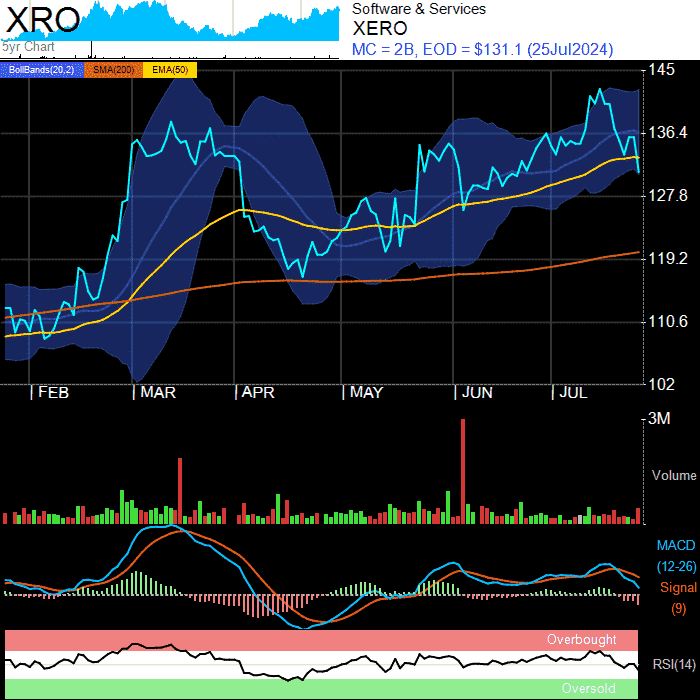 XRO
5yr Chart
Software & Services
XERO
MC = 2B, EOD = $131.1 (25Jul2024)
BollBands(20,2) SMA(200) EMA(50)
145
136.4
127.8
119.2
110.6
102
| FEB | MAR | APR | MAY | JUN | JUL
3M
Volume
MACD
(12-26)
Signal
(9)
Overbought
RSI(14)
Oversold